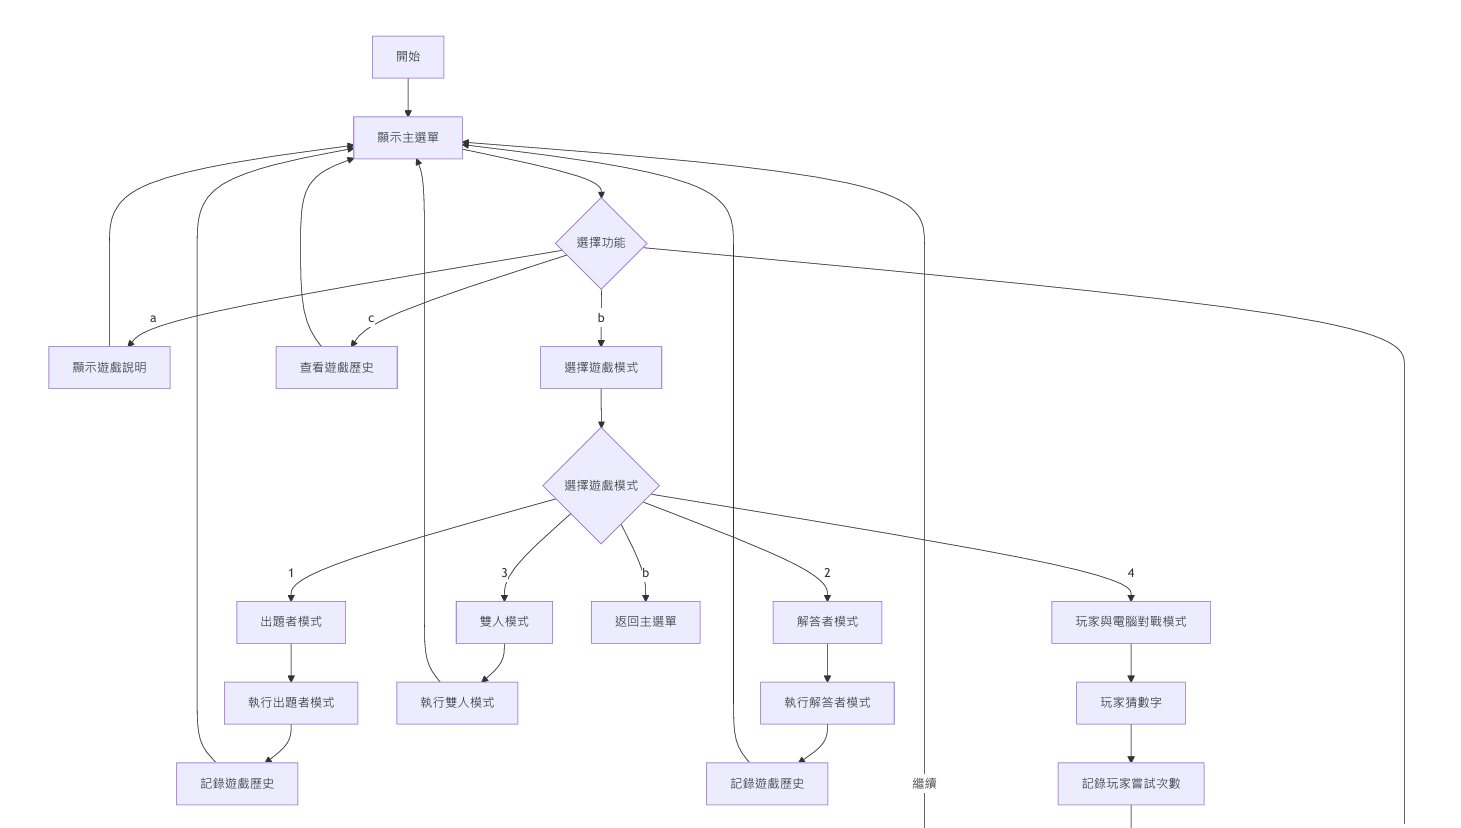 開始
顯示主選單
選擇功能
a
c
b
顯示遊戲說明
查看遊戲歷史
選擇遊戲模式
選擇遊戲模式
1
3
b
2
4
出題者模式
雙人模式
返回主選單
解答者模式
玩家與電腦對戰模式
執行出題者模式
執行雙人模式
執行解答者模式
玩家猜數字
記錄遊戲歷史
記錄遊戲歷史
繼續
記錄玩家嘗試次數